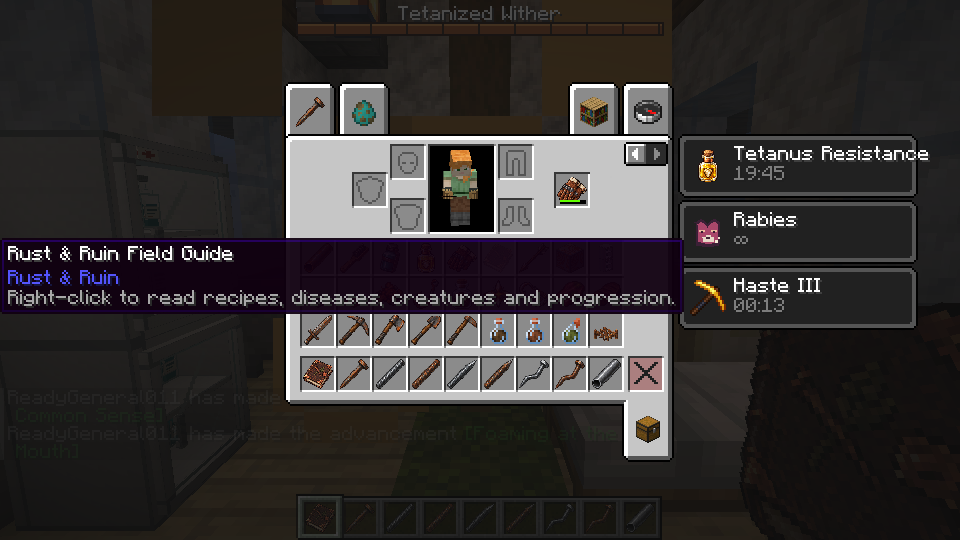 Tetanized Wither
Tetanus Resistance
19:45
Rabies
∞
Haste III
00:13
Rust & Ruin Field Guide
Rust & Ruin
Right-click to read recipes, diseases, creatures and progression.
ReadyGeneral011 has made
Common Sense]
ReadyGeneral011 has made the advancement [Foaming at the
Mouth]